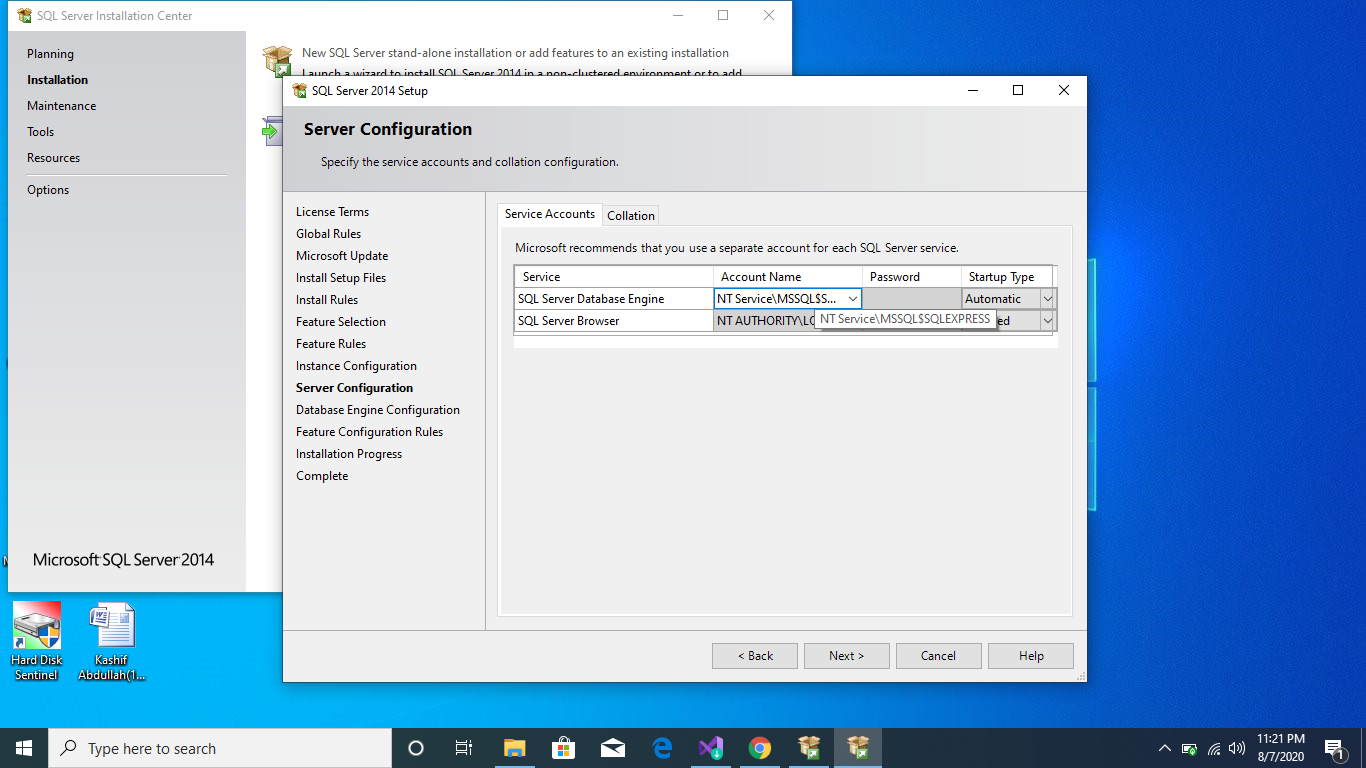 SQL Server Installation Center
Planning
Installation
Maintenance
Tools
Resources
Options
New SQL Server stand-alone installation or add features to an existing installation
Launch a wizard to install SQL Server 2014 in a non-clustered environment or to add
Microsoft SQL Server 2014
SQL Server 2014 Setup
Server Configuration
Specify the service accounts and collation configuration.
License Terms
Global Rules
Microsoft Update
Install Setup Files
Install Rules
Feature Selection
Feature Rules
Instance Configuration
Server Configuration
Database Engine Configuration
Feature Configuration Rules
Installation Progress
Complete
Service Accounts Collation
Microsoft recommends that you use a separate account for each SQL Server service.
Service Account Name Password Startup Type
SQL Server Database Engine NT Service\MSSQL$S... Automatic
SQL Server Browser NT AUTHORITY\LO
NT Service\MSSQL$SQLEXPRESS
< Back Next > Cancel Help
Hard Disk
Sentinel
Kashif
Abdullah(1...
Type here to search
11:21 PM
8/7/2020
1